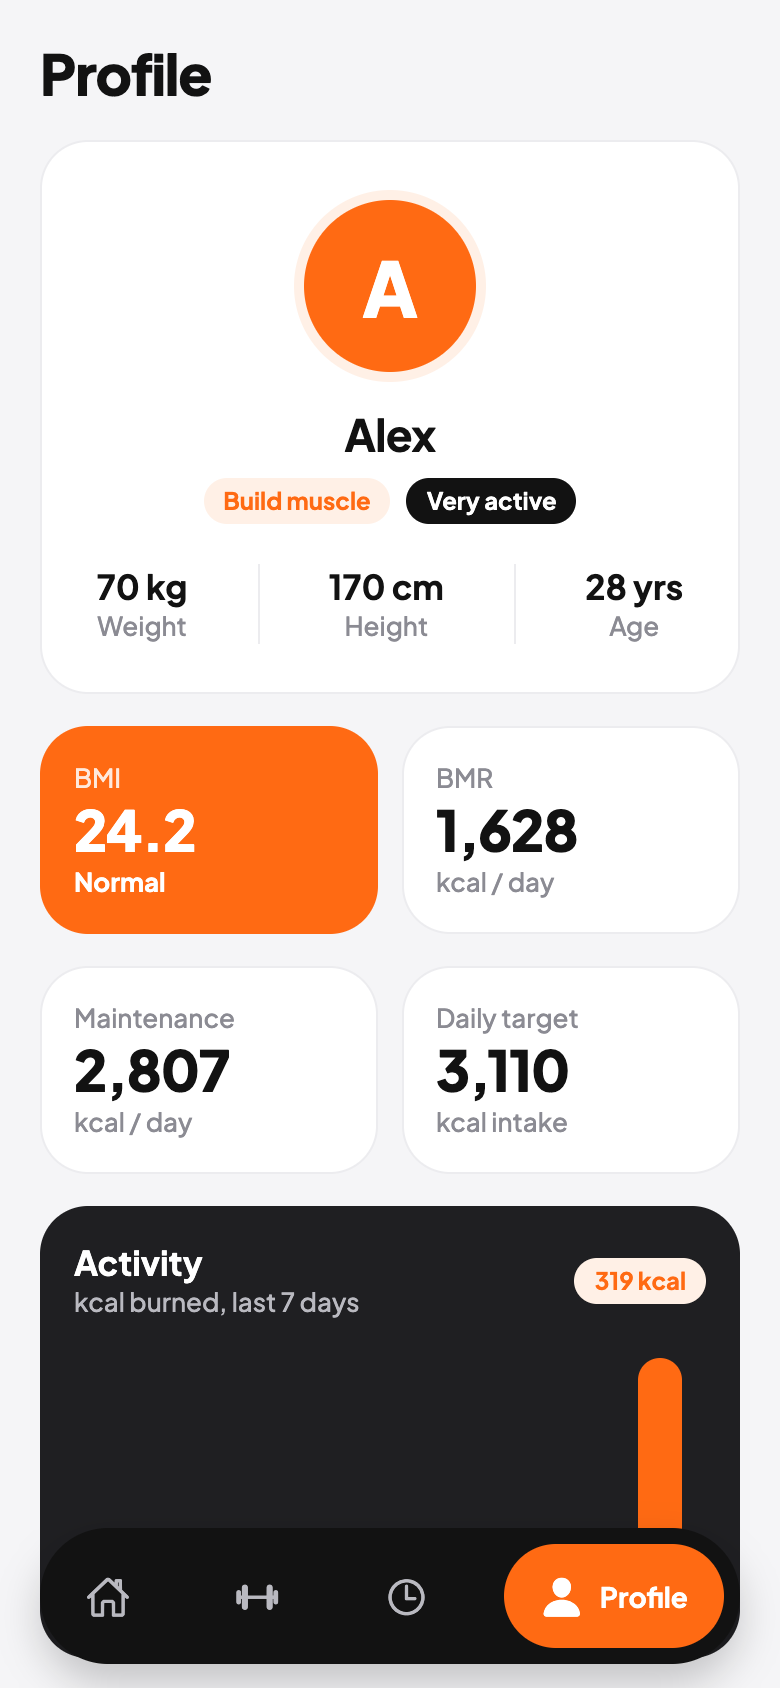 Profile
A
Alex
Build muscle
Very active
70 kg
Weight
170 cm
Height
28 yrs
Age
BMI
24.2
Normal
BMR
1,628
kcal / day
Maintenance
2,807
kcal / day
Daily target
3,110
kcal intake
Activity
kcal burned, last 7 days
319 kcal
Profile